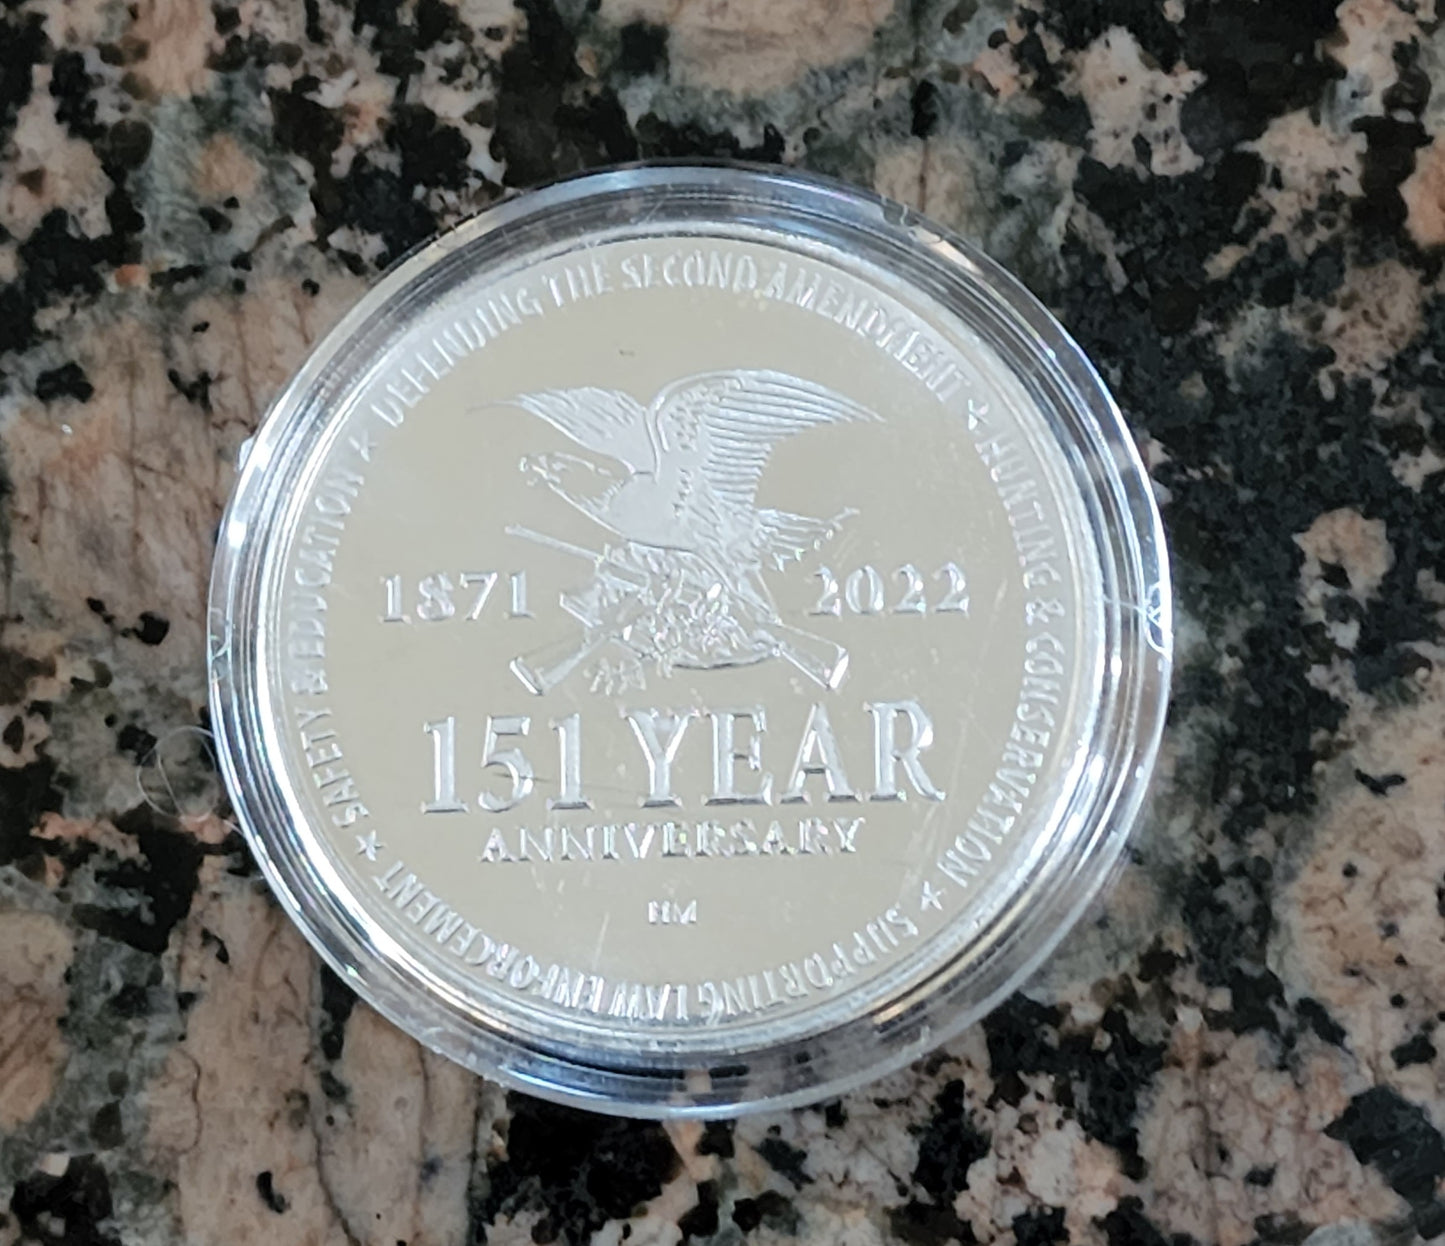 ★ DEFENDING THE SECOND AMENDMENT ★ HUNTING & CONSERVATION ★ SUPPORTING LAW ENFORCEMENT ★ SAFETY & EDUCATION
1871 2022
151 YEAR
ANNIVERSARY
HM